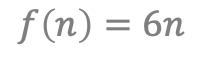 f(n) = 6n